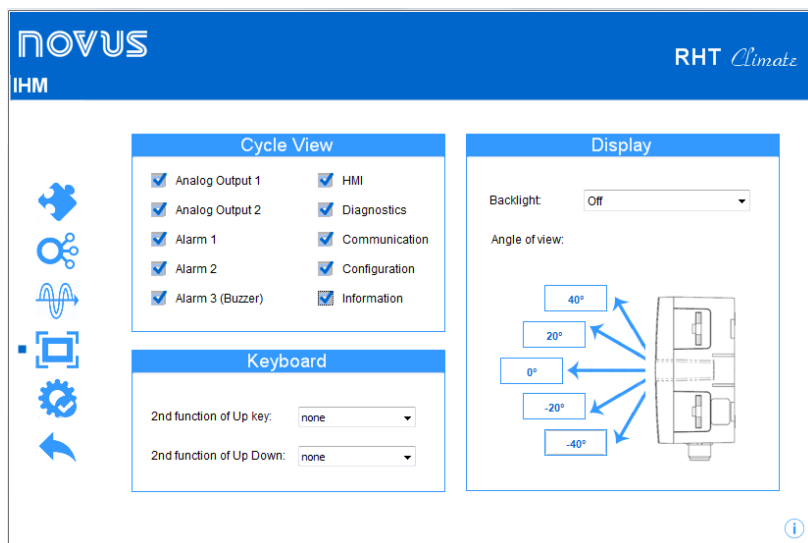 NOVUS
RHT Climate
IHM
Cycle View
Analog Output 1
HMI
Analog Output 2
Diagnostics
Alarm 1
Communication
Alarm 2
Configuration
Alarm 3 (Buzzer)
Information
Keyboard
2nd function of Up key: none
2nd function of Up Down: none
Display
Backlight: Off
Angle of view:
40°
20°
0°
-20°
-40°
i